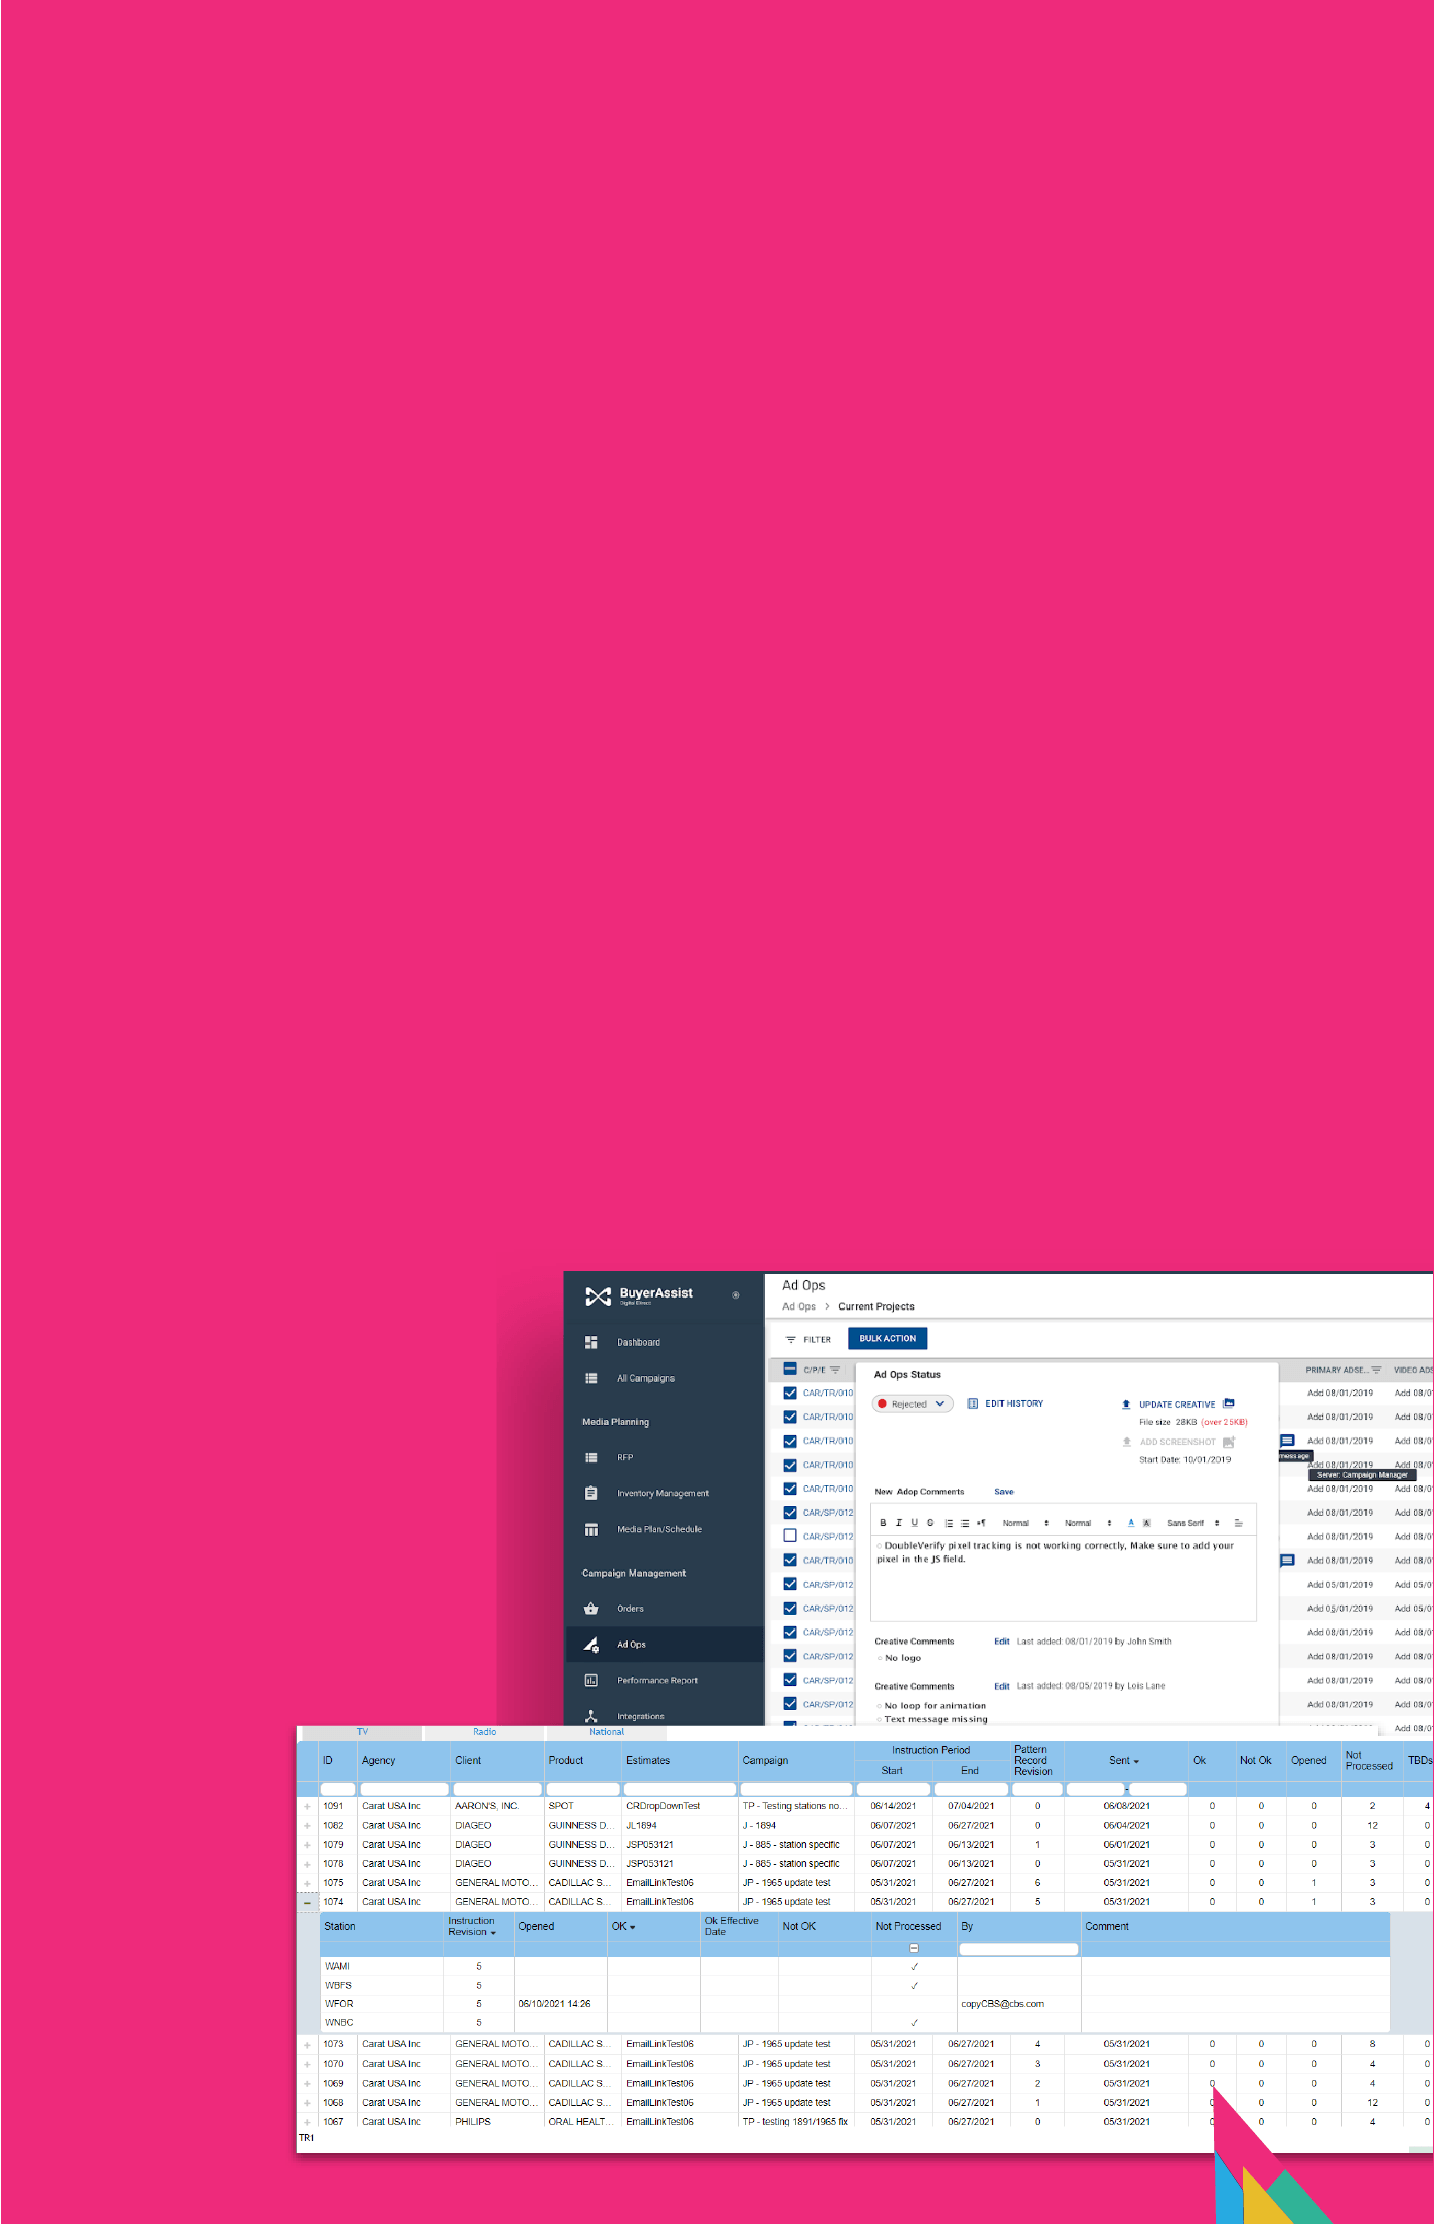 BuyerAssist
Digital Direct
Dashboard
All Campaigns
Media Planning
RFP
Inventory Management
Media Plan/Schedule
Campaign Management
Orders
Ad Ops
Performance Report
Integrations
Ad Ops
Ad Ops > Current Projects
FILTER BULK ACTION
C/P/E PRIMARY ADSE... VIDEO ADS
CAR/TR/010 Add 08/01/2019 Add 08/0
CAR/TR/010 Add 08/01/2019 Add 08/0
CAR/TR/010 Add 08/01/2019 Add 08/0
CAR/TR/010 Add 08/01/2019 Add 08/0
CAR/TR/010 Add 08/01/2019 Add 08/0
CAR/SP/012 Add 08/01/2019 Add 08/0
CAR/SP/012 Add 08/01/2019 Add 08/0
CAR/TR/010 Add 08/01/2019 Add 08/0
CAR/SP/012 Add 05/01/2019 Add 05/0
CAR/SP/012 Add 05/01/2019 Add 05/0
CAR/SP/012 Add 08/01/2019 Add 08/0
CAR/SP/012 Add 08/01/2019 Add 08/0
CAR/SP/012 Add 08/01/2019 Add 08/0
CAR/SP/012 Add 08/01/2019 Add 08/0
message
Server: Campaign Manager
Ad Ops Status
Rejected EDIT HISTORY UPDATE CREATIVE
File size 28KB (over 25KB)
ADD SCREENSHOT
Start Date: 10/01/2019
New Adop Comments Save
B I U S Normal Normal A A Sans Serif
DoubleVerify pixel tracking is not working correctly, Make sure to add your
pixel in the JS field.
Creative Comments Edit Last added: 08/01/2019 by John Smith
No logo
Creative Comments Edit Last added: 08/05/2019 by Lois Lane
No loop for animation
Text message missing
TV Radio National
ID Agency Client Product Estimates Campaign Instruction Period Start End Pattern Record Revision Sent Ok Not Ok Opened Not Processed TBDs
1091 Carat USA Inc AARON'S, INC. SPOT CRDropDownTest TP - Testing stations no... 06/14/2021 07/04/2021 0 06/08/2021 0 0 0 2 4
1082 Carat USA Inc DIAGEO GUINNESS D... JL1894 J - 1894 06/07/2021 06/27/2021 0 06/04/2021 0 0 0 12 0
1079 Carat USA Inc DIAGEO GUINNESS D... JSP053121 J - 885 - station specific 06/07/2021 06/13/2021 1 06/01/2021 0 0 0 3 0
1078 Carat USA Inc DIAGEO GUINNESS D... JSP053121 J - 885 - station specific 06/07/2021 06/13/2021 0 05/31/2021 0 0 0 3 0
1075 Carat USA Inc GENERAL MOTO... CADILLAC S... EmailLinkTest06 JP - 1965 update test 05/31/2021 06/27/2021 6 05/31/2021 0 0 1 3 0
1074 Carat USA Inc GENERAL MOTO... CADILLAC S... EmailLinkTest06 JP - 1965 update test 05/31/2021 06/27/2021 5 05/31/2021 0 0 1 3 0
Station Instruction Revision Opened OK Ok Effective Date Not OK Not Processed By Comment
WAMI 5 ✓
WBFS 5 ✓
WFOR 5 06/10/2021 14:26 copyCBS@cbs.com
WNBC 5 ✓
1073 Carat USA Inc GENERAL MOTO... CADILLAC S... EmailLinkTest06 JP - 1965 update test 05/31/2021 06/27/2021 4 05/31/2021 0 0 0 8 0
1070 Carat USA Inc GENERAL MOTO... CADILLAC S... EmailLinkTest06 JP - 1965 update test 05/31/2021 06/27/2021 3 05/31/2021 0 0 0 4 0
1069 Carat USA Inc GENERAL MOTO... CADILLAC S... EmailLinkTest06 JP - 1965 update test 05/31/2021 06/27/2021 2 05/31/2021 0 0 0 4 0
1068 Carat USA Inc GENERAL MOTO... CADILLAC S... EmailLinkTest06 JP - 1965 update test 05/31/2021 06/27/2021 1 05/31/2021 0 0 0 12 0
1067 Carat USA Inc PHILIPS ORAL HEALT... EmailLinkTest06 TP - testing 1891/1965 fix 05/31/2021 06/27/2021 0 05/31/2021 0 0 0 4 0
TR1